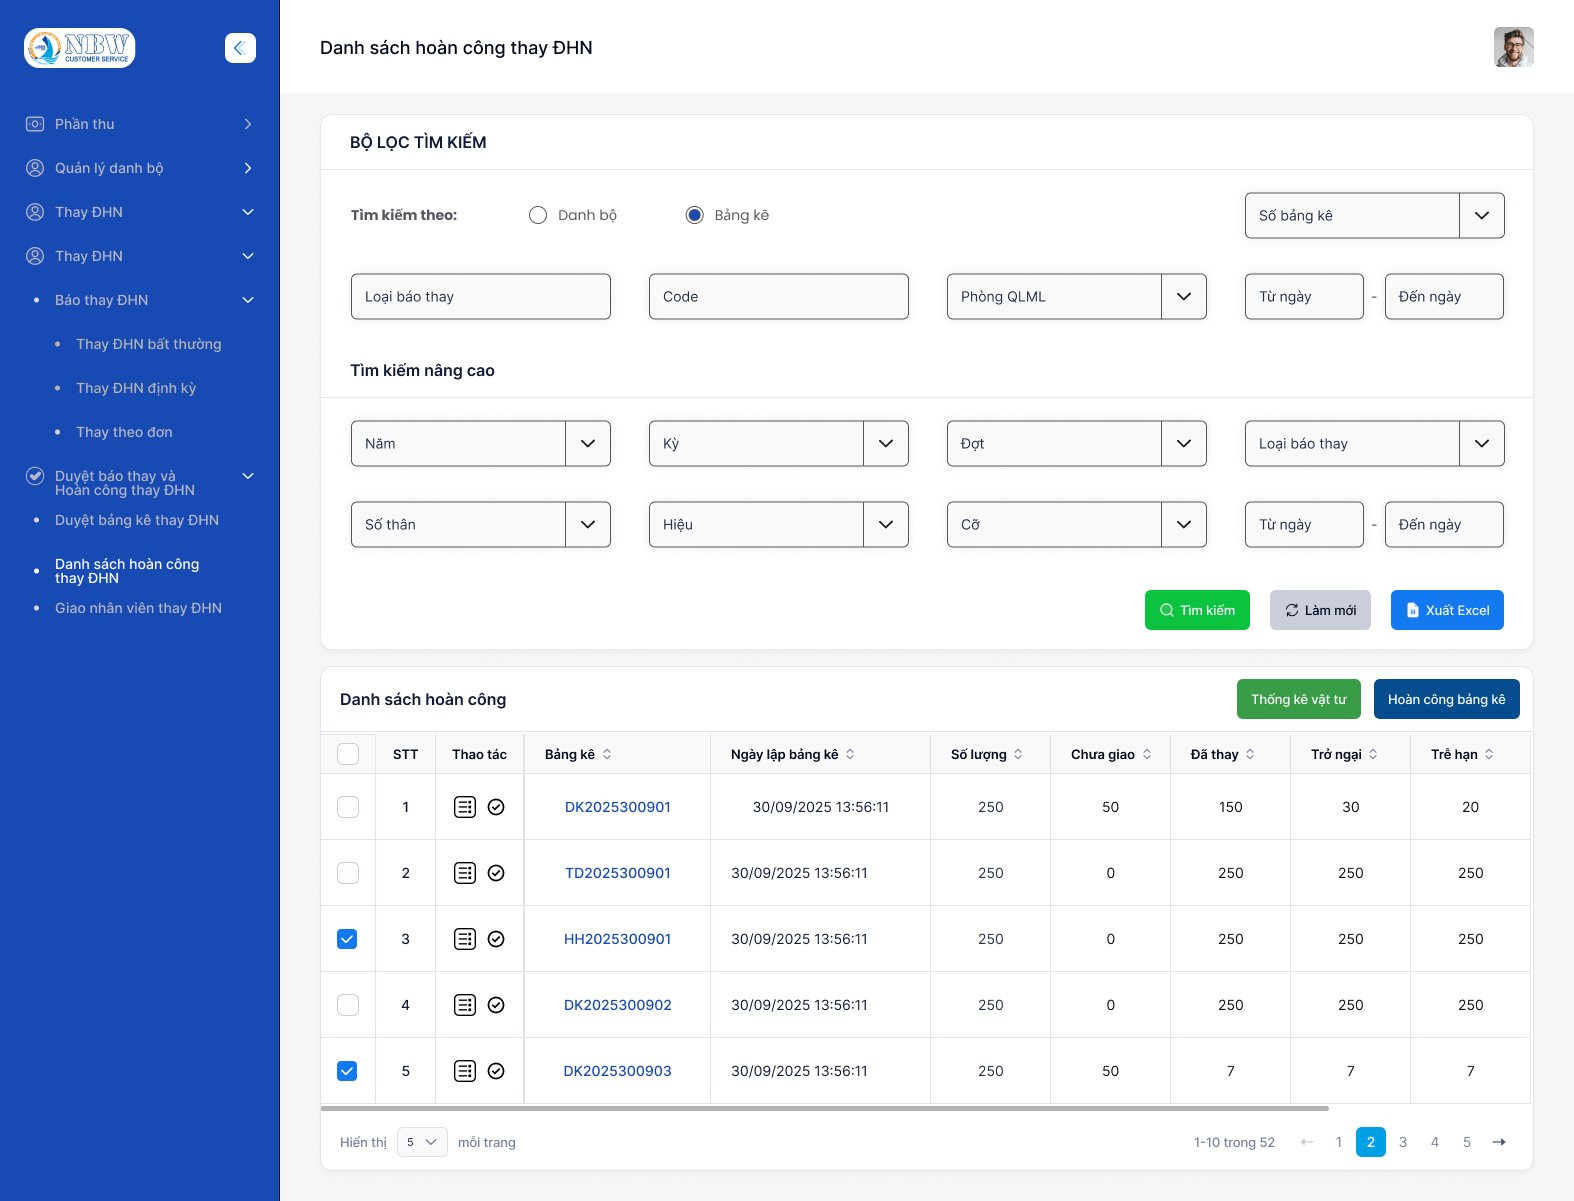 NBW
CUSTOMER SERVICE
Phần thu
Quản lý danh bộ
Thay ĐHN
Thay ĐHN
Báo thay ĐHN
Thay ĐHN bất thường
Thay ĐHN định kỳ
Thay theo đơn
Duyệt báo thay và
Hoàn công thay ĐHN
Duyệt bảng kê thay ĐHN
Danh sách hoàn công
thay ĐHN
Giao nhân viên thay ĐHN
Danh sách hoàn công thay ĐHN
BỘ LỌC TÌM KIẾM
Tìm kiếm theo: Danh bộ Bảng kê Số bảng kê
Loại báo thay Code Phòng QLML Từ ngày - Đến ngày
Tìm kiếm nâng cao
Năm Kỳ Đợt Loại báo thay
Số thân Hiệu Cỡ Từ ngày - Đến ngày
Tìm kiếm Làm mới Xuất Excel
Danh sách hoàn công Thống kê vật tư Hoàn công bảng kê
STT Thao tác Bảng kê Ngày lập bảng kê Số lượng Chưa giao Đã thay Trở ngại Trễ hạn
1 DK2025300901 30/09/2025 13:56:11 250 50 150 30 20
2 TD2025300901 30/09/2025 13:56:11 250 0 250 250 250
3 HH2025300901 30/09/2025 13:56:11 250 0 250 250 250
4 DK2025300902 30/09/2025 13:56:11 250 0 250 250 250
5 DK2025300903 30/09/2025 13:56:11 250 50 7 7 7
Hiển thị 5 mỗi trang 1-10 trong 52 1 2 3 4 5